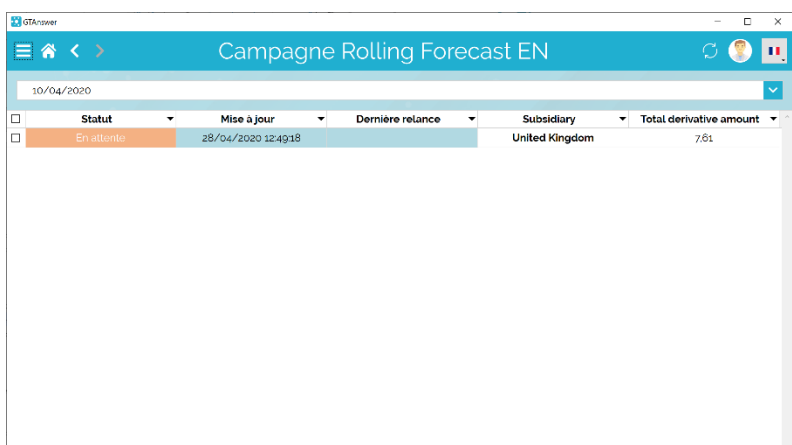 GTAnswer
Campagne Rolling Forecast EN
10/04/2020
Statut Mise à jour Dernière relance Subsidiary Total derivative amount
En attente 28/04/2020 12:49:18 United Kingdom 7,61